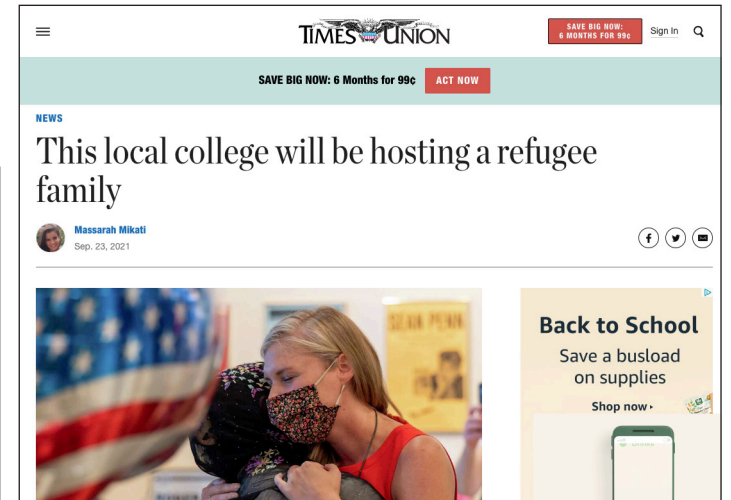 TIMES UNION
SAVE BIG NOW:
6 MONTHS FOR 99¢
Sign In
SAVE BIG NOW: 6 Months for 99¢
ACT NOW
NEWS
This local college will be hosting a refugee
family
Massarah Mikati
Sep. 23, 2021
SEAN PENN
Back to School
Save a busload
on supplies
Shop now